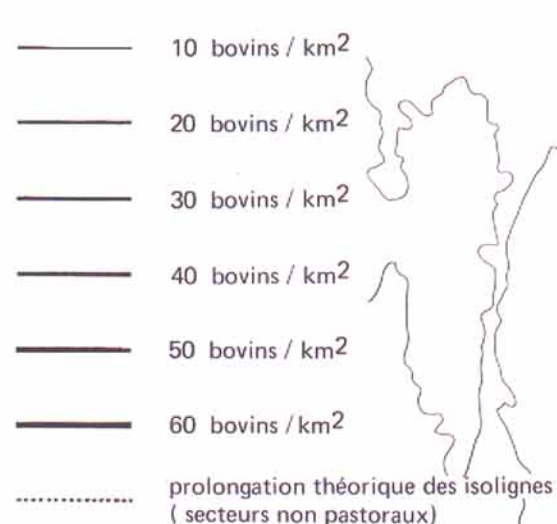 10 bovins / km2
20 bovins / km2
30 bovins / km2
40 bovins / km2
50 bovins / km2
60 bovins / km2
prolongation théorique des isolignes
( secteurs non pastoraux)